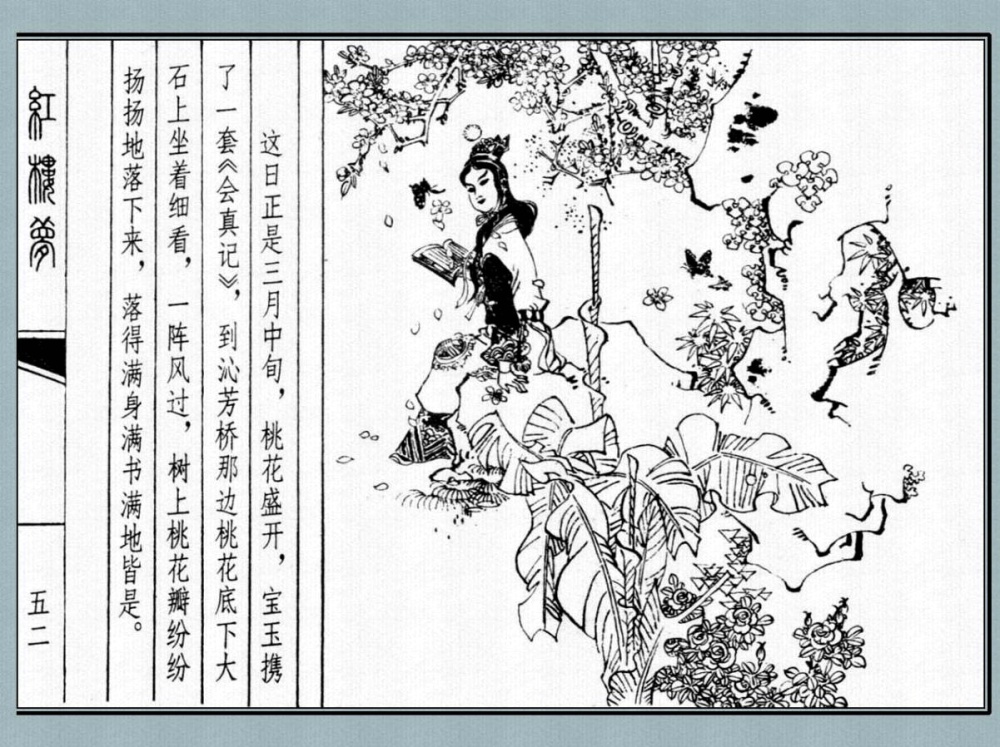 这日正是三月中旬，桃花盛开，宝玉携
了一套《会真记》，到沁芳桥那边桃花底下大
石上坐着细看，一阵风过，树上桃花瓣纷纷
扬扬地落下来，落得满身满书满地皆是。
紅樓夢
五二